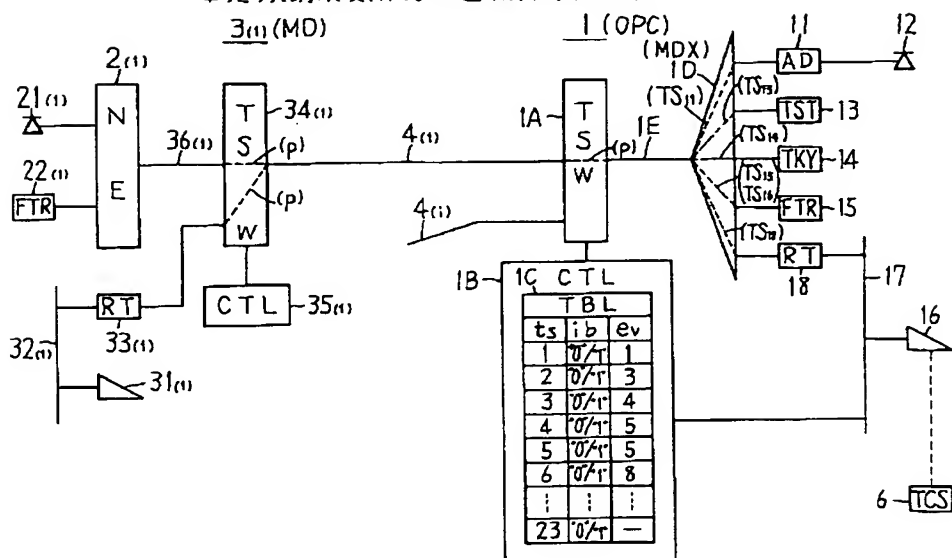 3(1) (MD)
1 (OPC)
(MDX)
1D
11
12
2(1)
34(1)
21(1)
N E
T S W
1A
T S W
(TS11)
AD
(TS13)
TST
13
36(1)
(p)
4(1)
(p)
1E
(TS14)
TKY
14
22(1)
FTR
(p)
(TS15)
(TS16)
FTR
15
4(i)
RT
18
17
1B
1C
CTL
16
RT
CTL
35(1)
33(1)
32(1)
31(1)
TBL
ts ib ev
1 "0"/"1" 1
2 "0"/"1" 3
3 "0"/"1" 4
4 "0"/"1" 5
5 "0"/"1" 5
6 "0"/"1" 8
23 "0"/"1" —
6
TCS